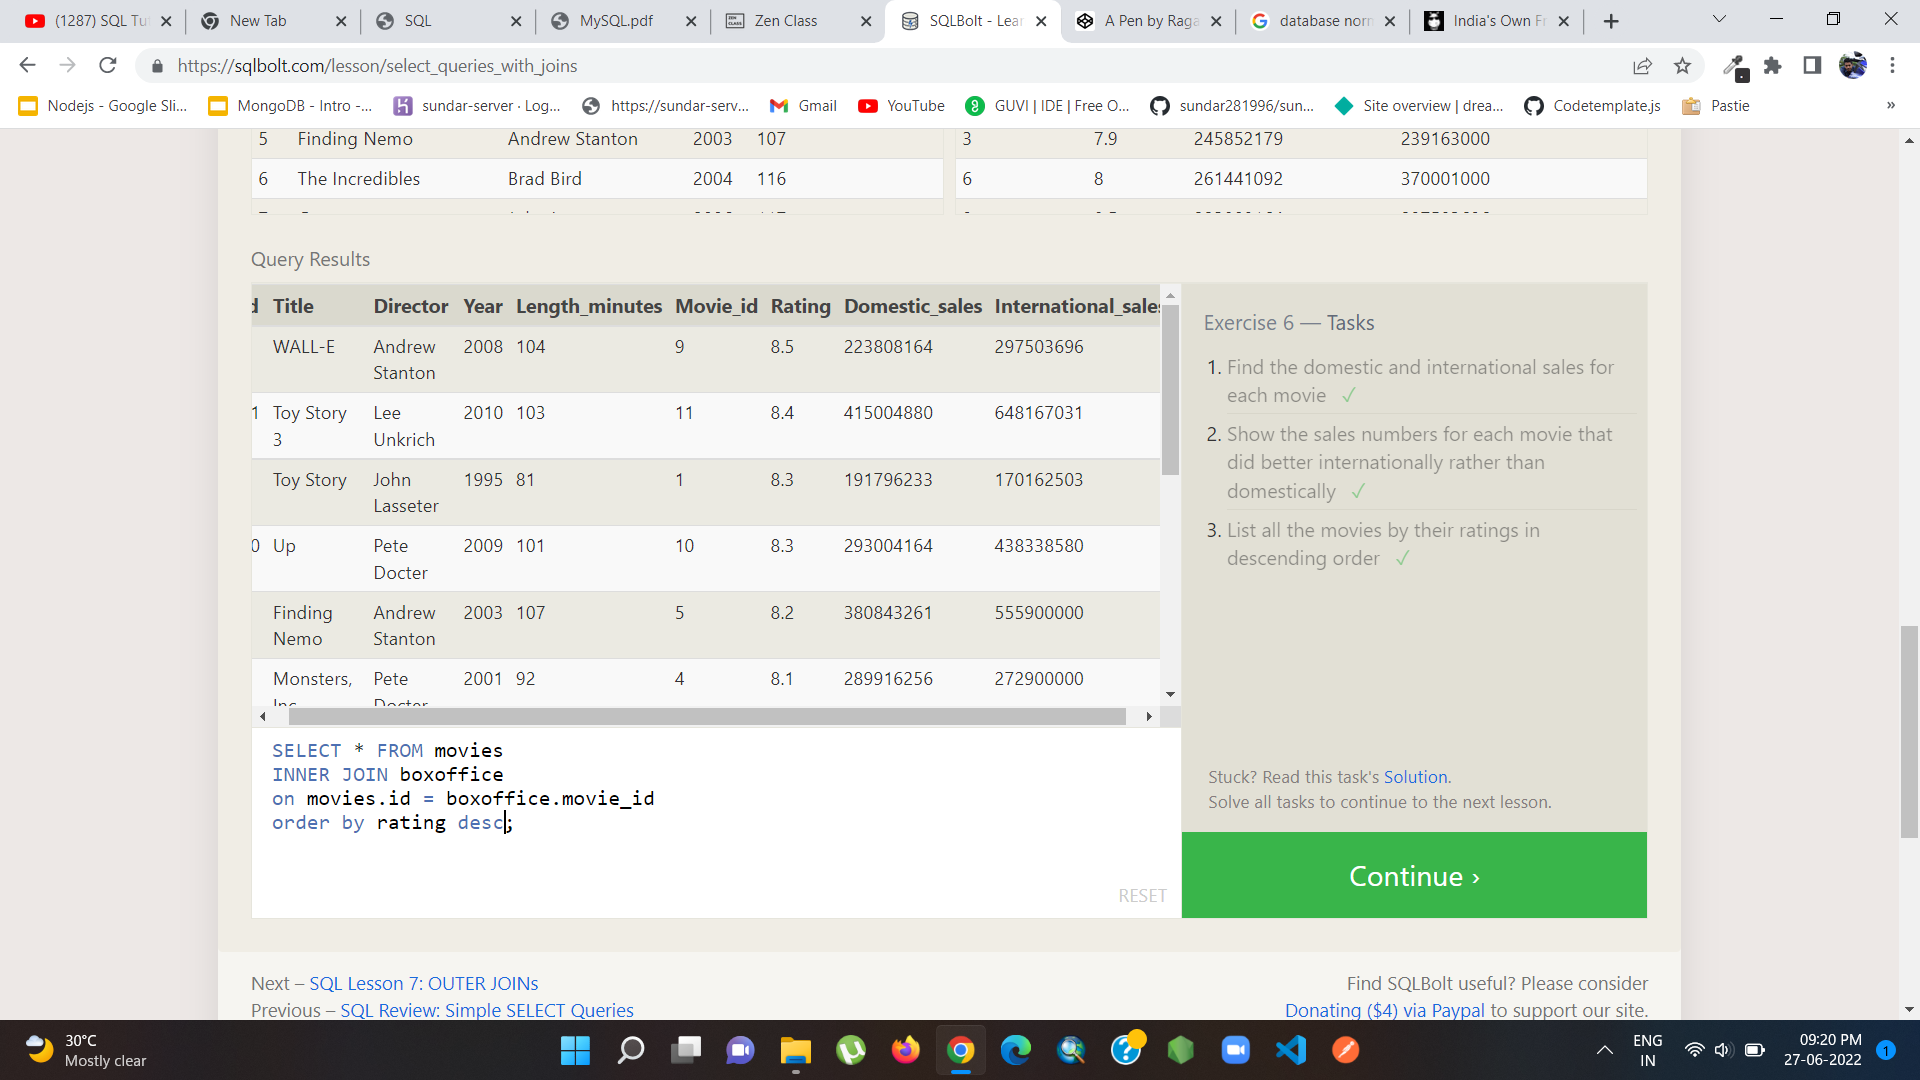 (1287) SQL Tut
New Tab
SQL
MySQL.pdf
Zen Class
SQLBolt - Lear
A Pen by Raga
database norm
India's Own Fr
https://sqlbolt.com/lesson/select_queries_with_joins
Nodejs - Google Sli...
MongoDB - Intro -...
sundar-server · Log...
https://sundar-serv...
Gmail
YouTube
GUVI | IDE | Free O...
sundar281996/sun...
Site overview | drea...
Codetemplate.js
Pastie
»
5 Finding Nemo Andrew Stanton 2003 107
3 7.9 245852179 239163000
6 The Incredibles Brad Bird 2004 116
6 8 261441092 370001000
Query Results
d Title Director Year Length_minutes Movie_id Rating Domestic_sales International_sales
WALL-E Andrew Stanton 2008 104 9 8.5 223808164 297503696
1 Toy Story 3 Lee Unkrich 2010 103 11 8.4 415004880 648167031
Toy Story John Lasseter 1995 81 1 8.3 191796233 170162503
0 Up Pete Docter 2009 101 10 8.3 293004164 438338580
Finding Nemo Andrew Stanton 2003 107 5 8.2 380843261 555900000
Monsters, Inc. Pete Docter 2001 92 4 8.1 289916256 272900000
SELECT * FROM movies
INNER JOIN boxoffice
on movies.id = boxoffice.movie_id
order by rating desc;
RESET
Exercise 6 — Tasks
1. Find the domestic and international sales for
each movie ✓
2. Show the sales numbers for each movie that
did better internationally rather than
domestically ✓
3. List all the movies by their ratings in
descending order ✓
Stuck? Read this task's Solution.
Solve all tasks to continue to the next lesson.
Continue ›
Next – SQL Lesson 7: OUTER JOINs
Previous – SQL Review: Simple SELECT Queries
Find SQLBolt useful? Please consider
Donating ($4) via Paypal to support our site.
30°C
Mostly clear
ENG
IN
09:20 PM
27-06-2022
1